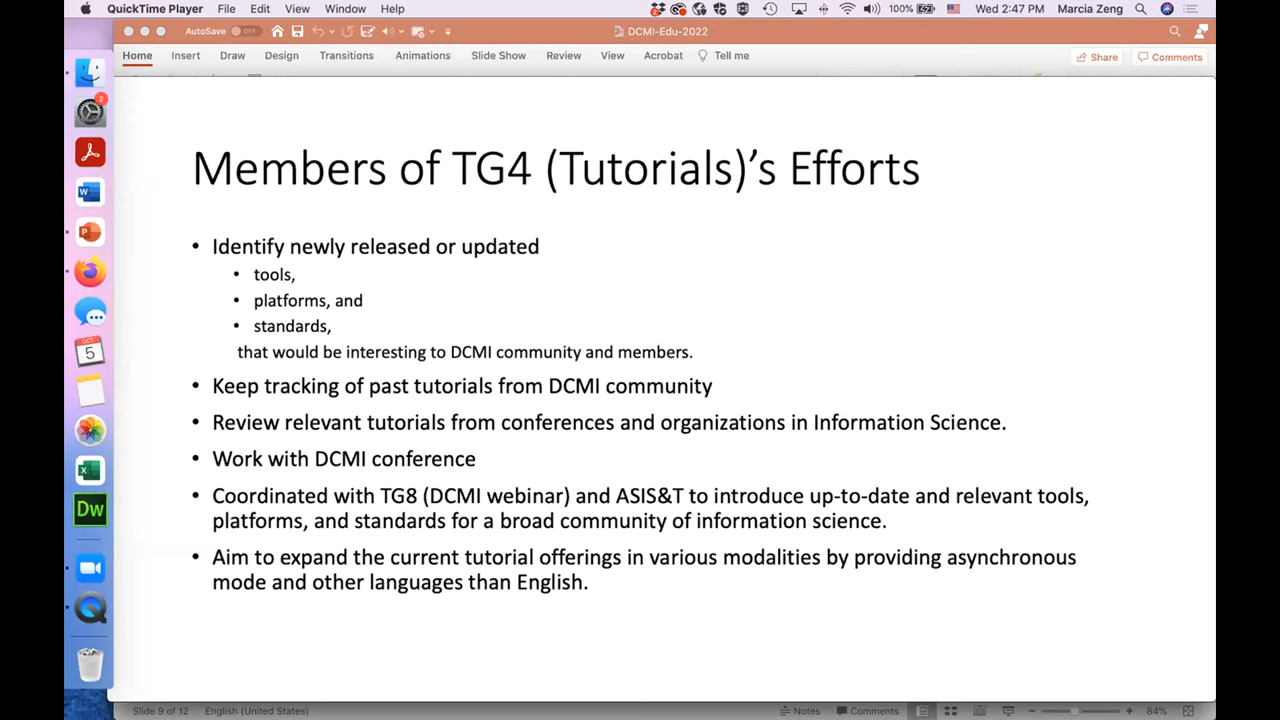 QuickTime Player File Edit View Window Help 100% Wed 2:47 PM Marcia Zeng
AutoSave OFF DCMI-Edu-2022
Home Insert Draw Design Transitions Animations Slide Show Review View Acrobat Tell me Share Comments
2
Members of TG4 (Tutorials)’s Efforts
• Identify newly released or updated
• tools,
• platforms, and
• standards,
that would be interesting to DCMI community and members.
• Keep tracking of past tutorials from DCMI community
• Review relevant tutorials from conferences and organizations in Information Science.
• Work with DCMI conference
• Coordinated with TG8 (DCMI webinar) and ASIS&T to introduce up-to-date and relevant tools,
platforms, and standards for a broad community of information science.
• Aim to expand the current tutorial offerings in various modalities by providing asynchronous
mode and other languages than English.
OCT
5
Dw
Slide 9 of 12 English (United States) Notes Comments 84%